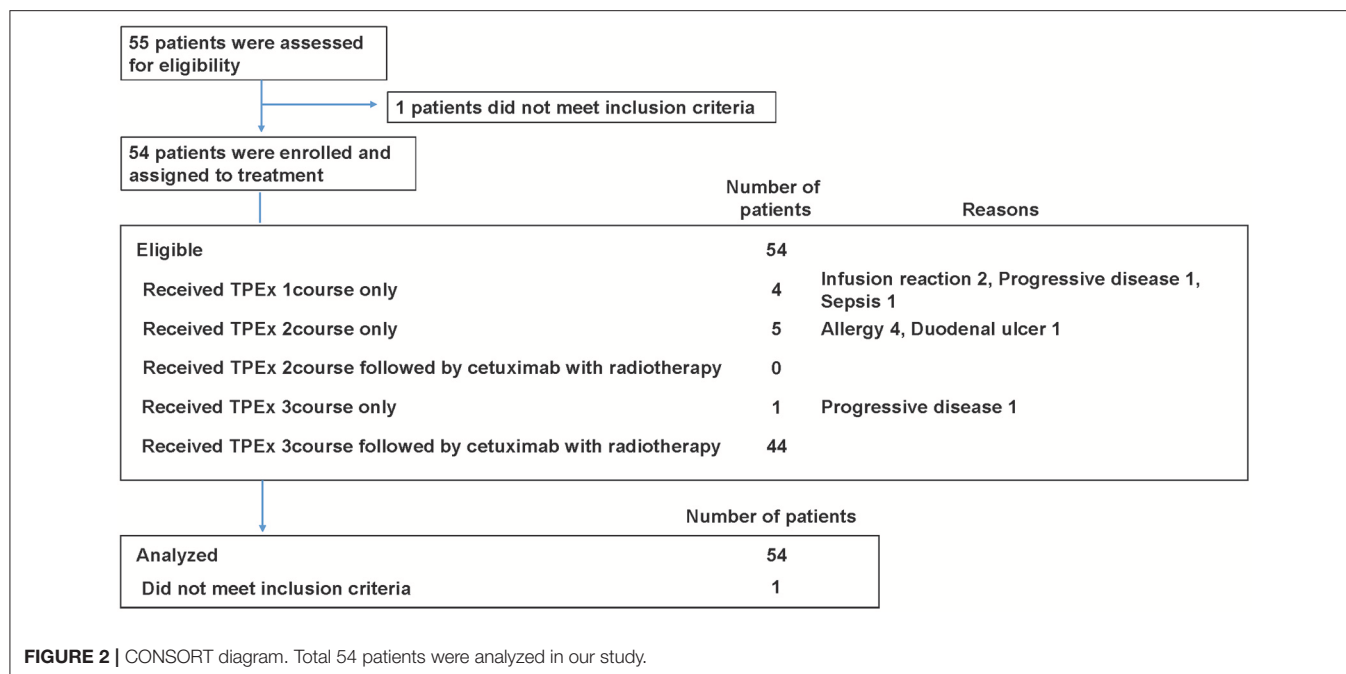 55 patients were assessed
for eligibility
1 patients did not meet inclusion criteria
54 patients were enrolled and
assigned to treatment
Number of
patients
Reasons
Eligible 54
Received TPEx 1course only 4 Infusion reaction 2, Progressive disease 1,
Sepsis 1
Received TPEx 2course only 5 Allergy 4, Duodenal ulcer 1
Received TPEx 2course followed by cetuximab with radiotherapy 0
Received TPEx 3course only 1 Progressive disease 1
Received TPEx 3course followed by cetuximab with radiotherapy 44
Number of patients
Analyzed 54
Did not meet inclusion criteria 1
FIGURE 2 | CONSORT diagram. Total 54 patients were analyzed in our study.